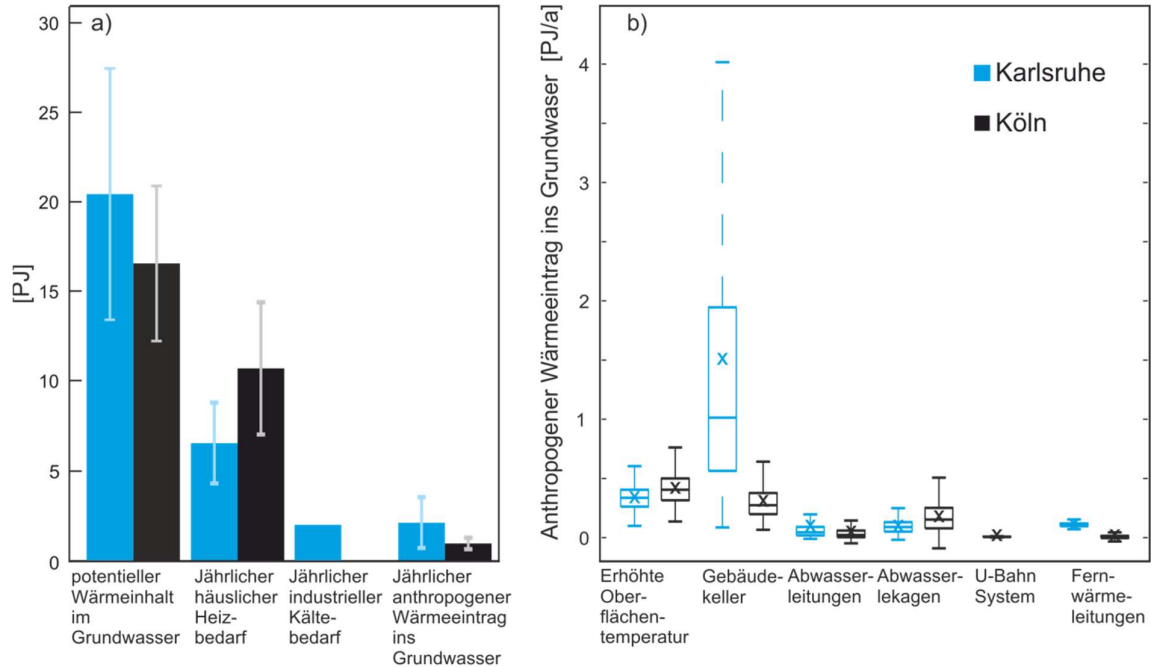 a)
[PJ]
30
25
20
15
10
5
0
potentieller
Wärmeinhalt
im
Grundwasser
Jährlicher
häuslicher
Heiz-
bedarf
Jährlicher
industrieller
Kälte-
bedarf
Jährlicher
anthropogener
Wärmeeintrag
ins
Grundwasser
b)
Anthropogener Wärmeeintrag ins Grundwaser [PJ/a]
4
3
2
1
0
Karlsruhe
Köln
Erhöhte
Ober-
flächen-
temperatur
Gebäude-
keller
Abwasser-
leitungen
Abwasser-
lekagen
U-Bahn
System
Fern-
wärme-
leitungen